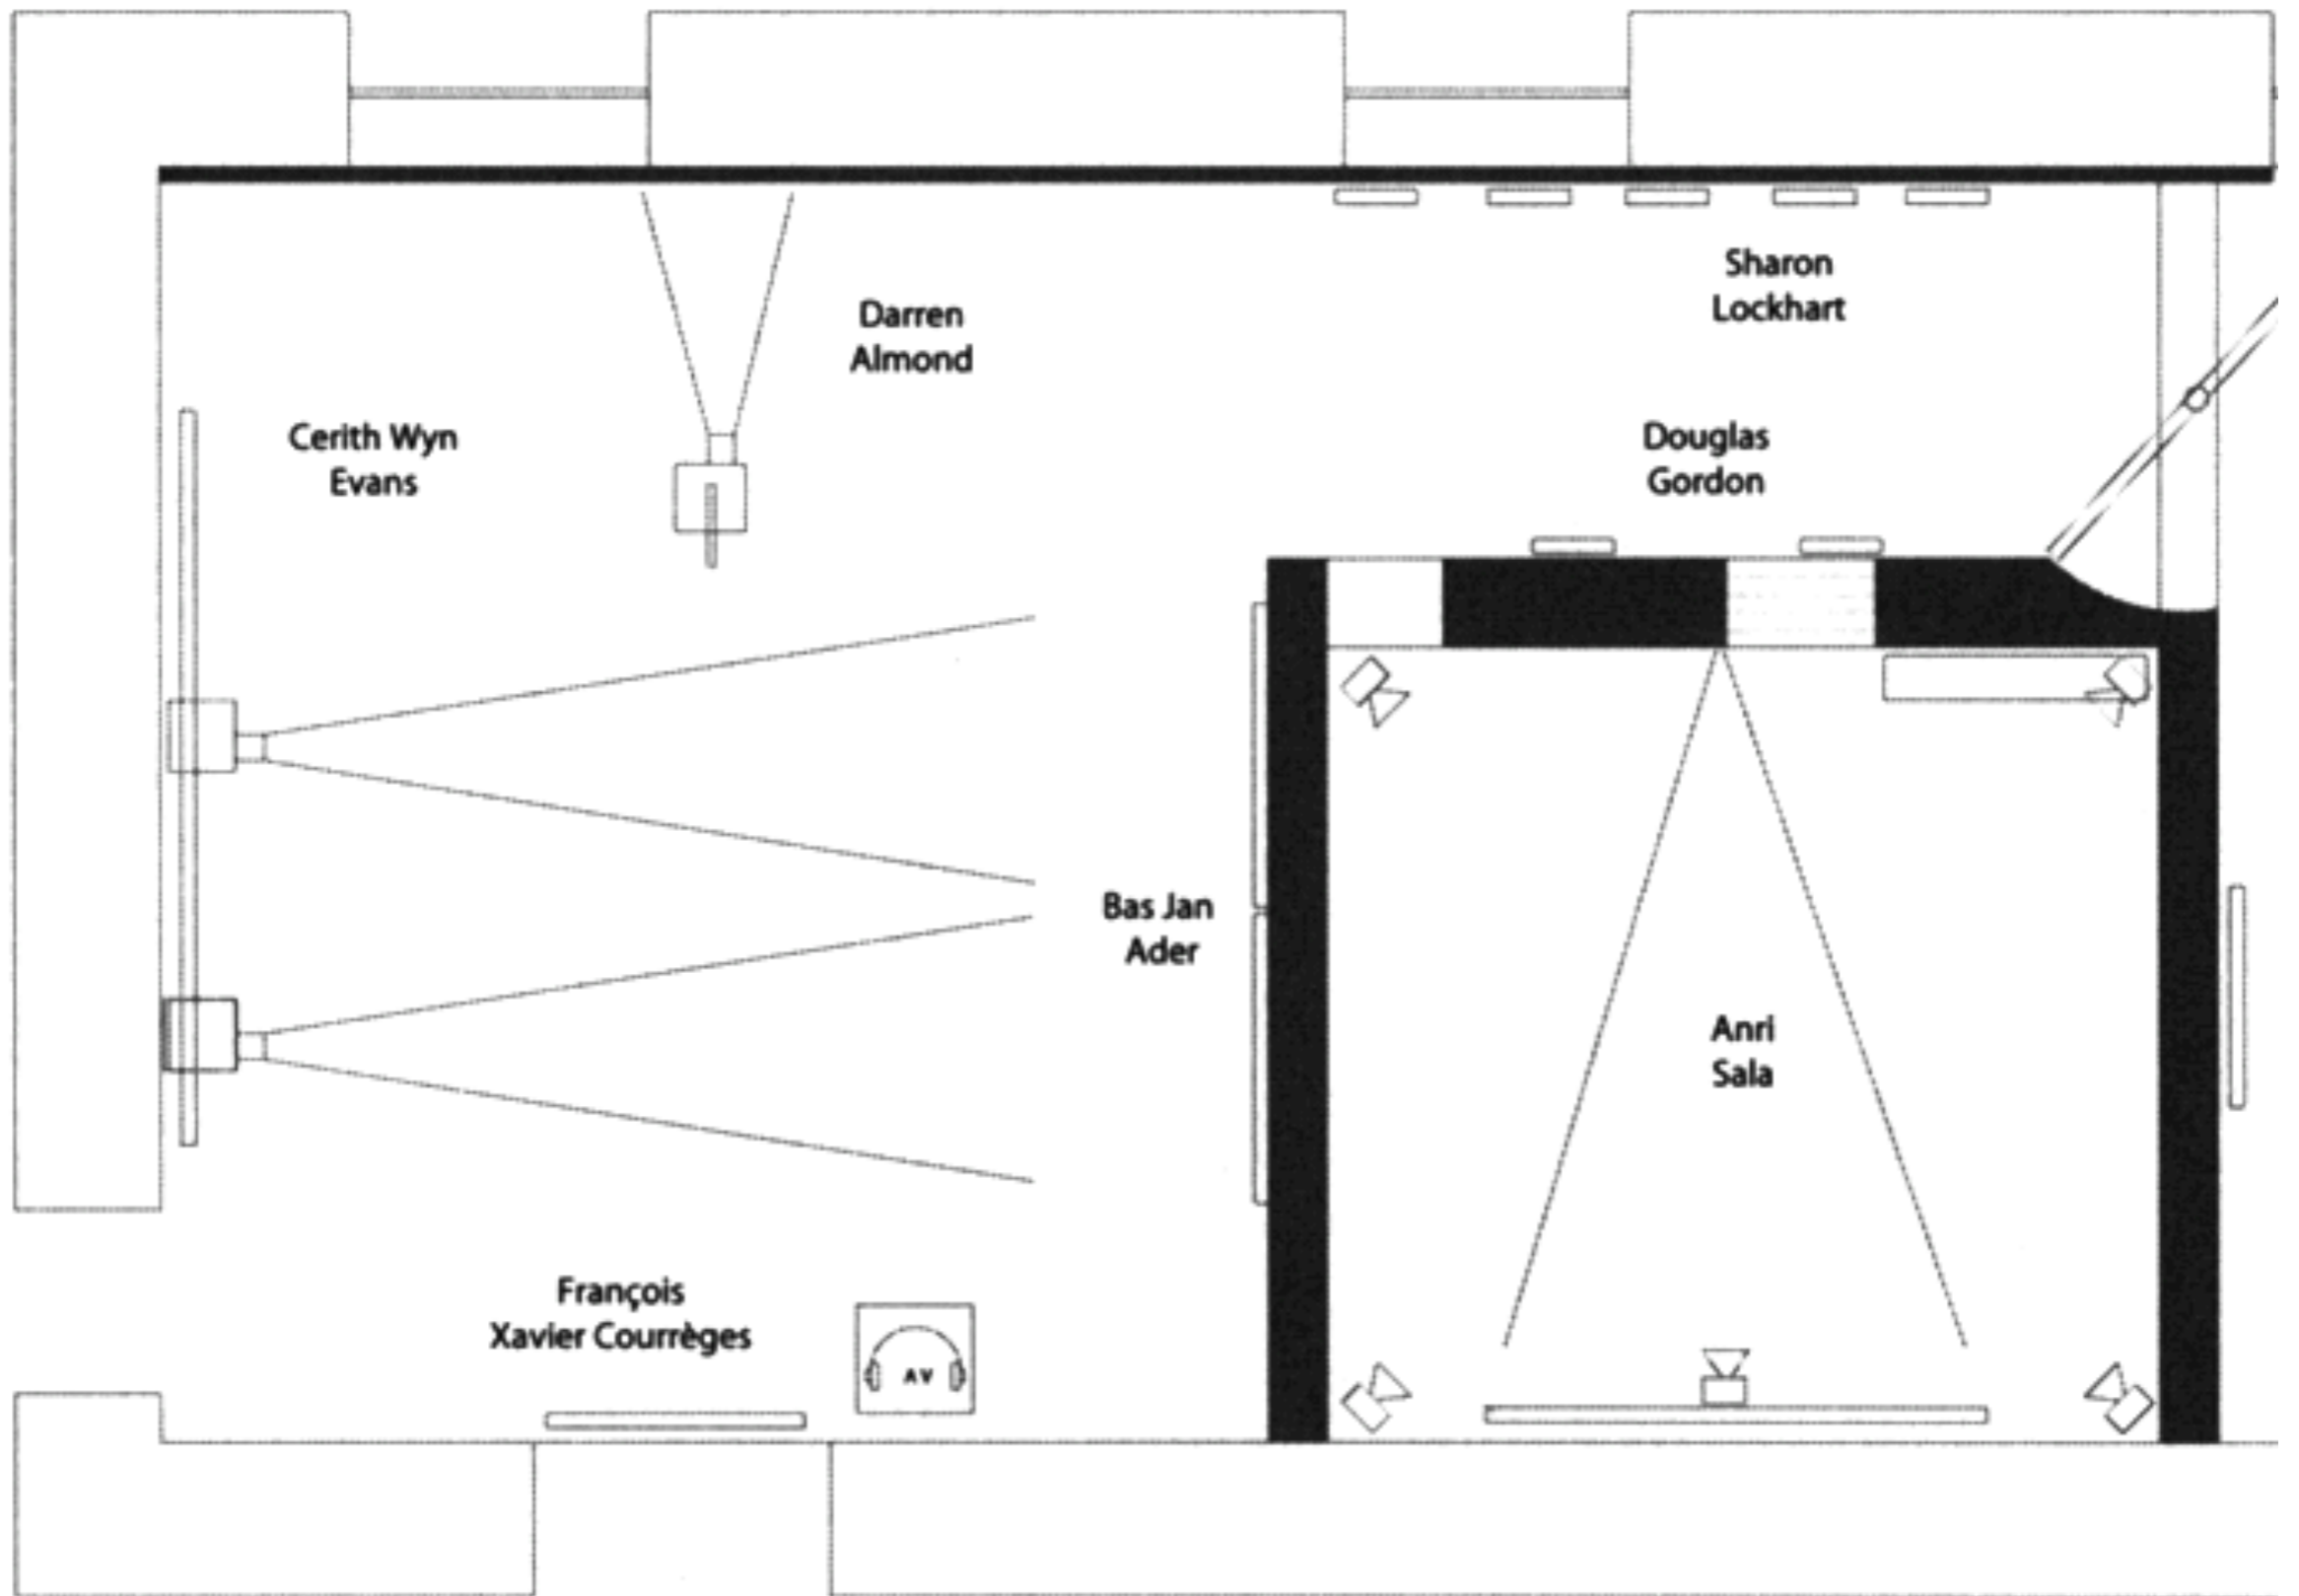 Sharon
Lockhart
Darren
Almond
Cerith Wyn
Evans
Douglas
Gordon
Bas Jan
Ader
Anri
Sala
François
Xavier Courrèges
AV